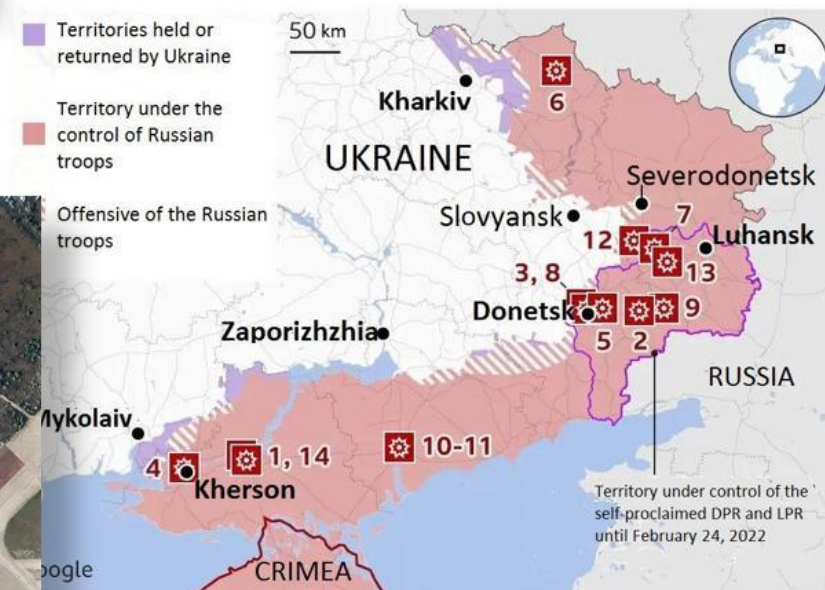 Territories held or
returned by Ukraine
Territory under the
control of Russian
troops
Offensive of the Russian
troops
50 km
Kharkiv
6
UKRAINE
Severodonetsk
Slovyansk
7
12
Luhansk
13
3, 8
Donetsk
9
5
2
Zaporizhzhia
RUSSIA
Mykolaiv
10-11
1, 14
4
Kherson
Territory under control of the
self-proclaimed DPR and LPR
until February 24, 2022
CRIMEA
oogle